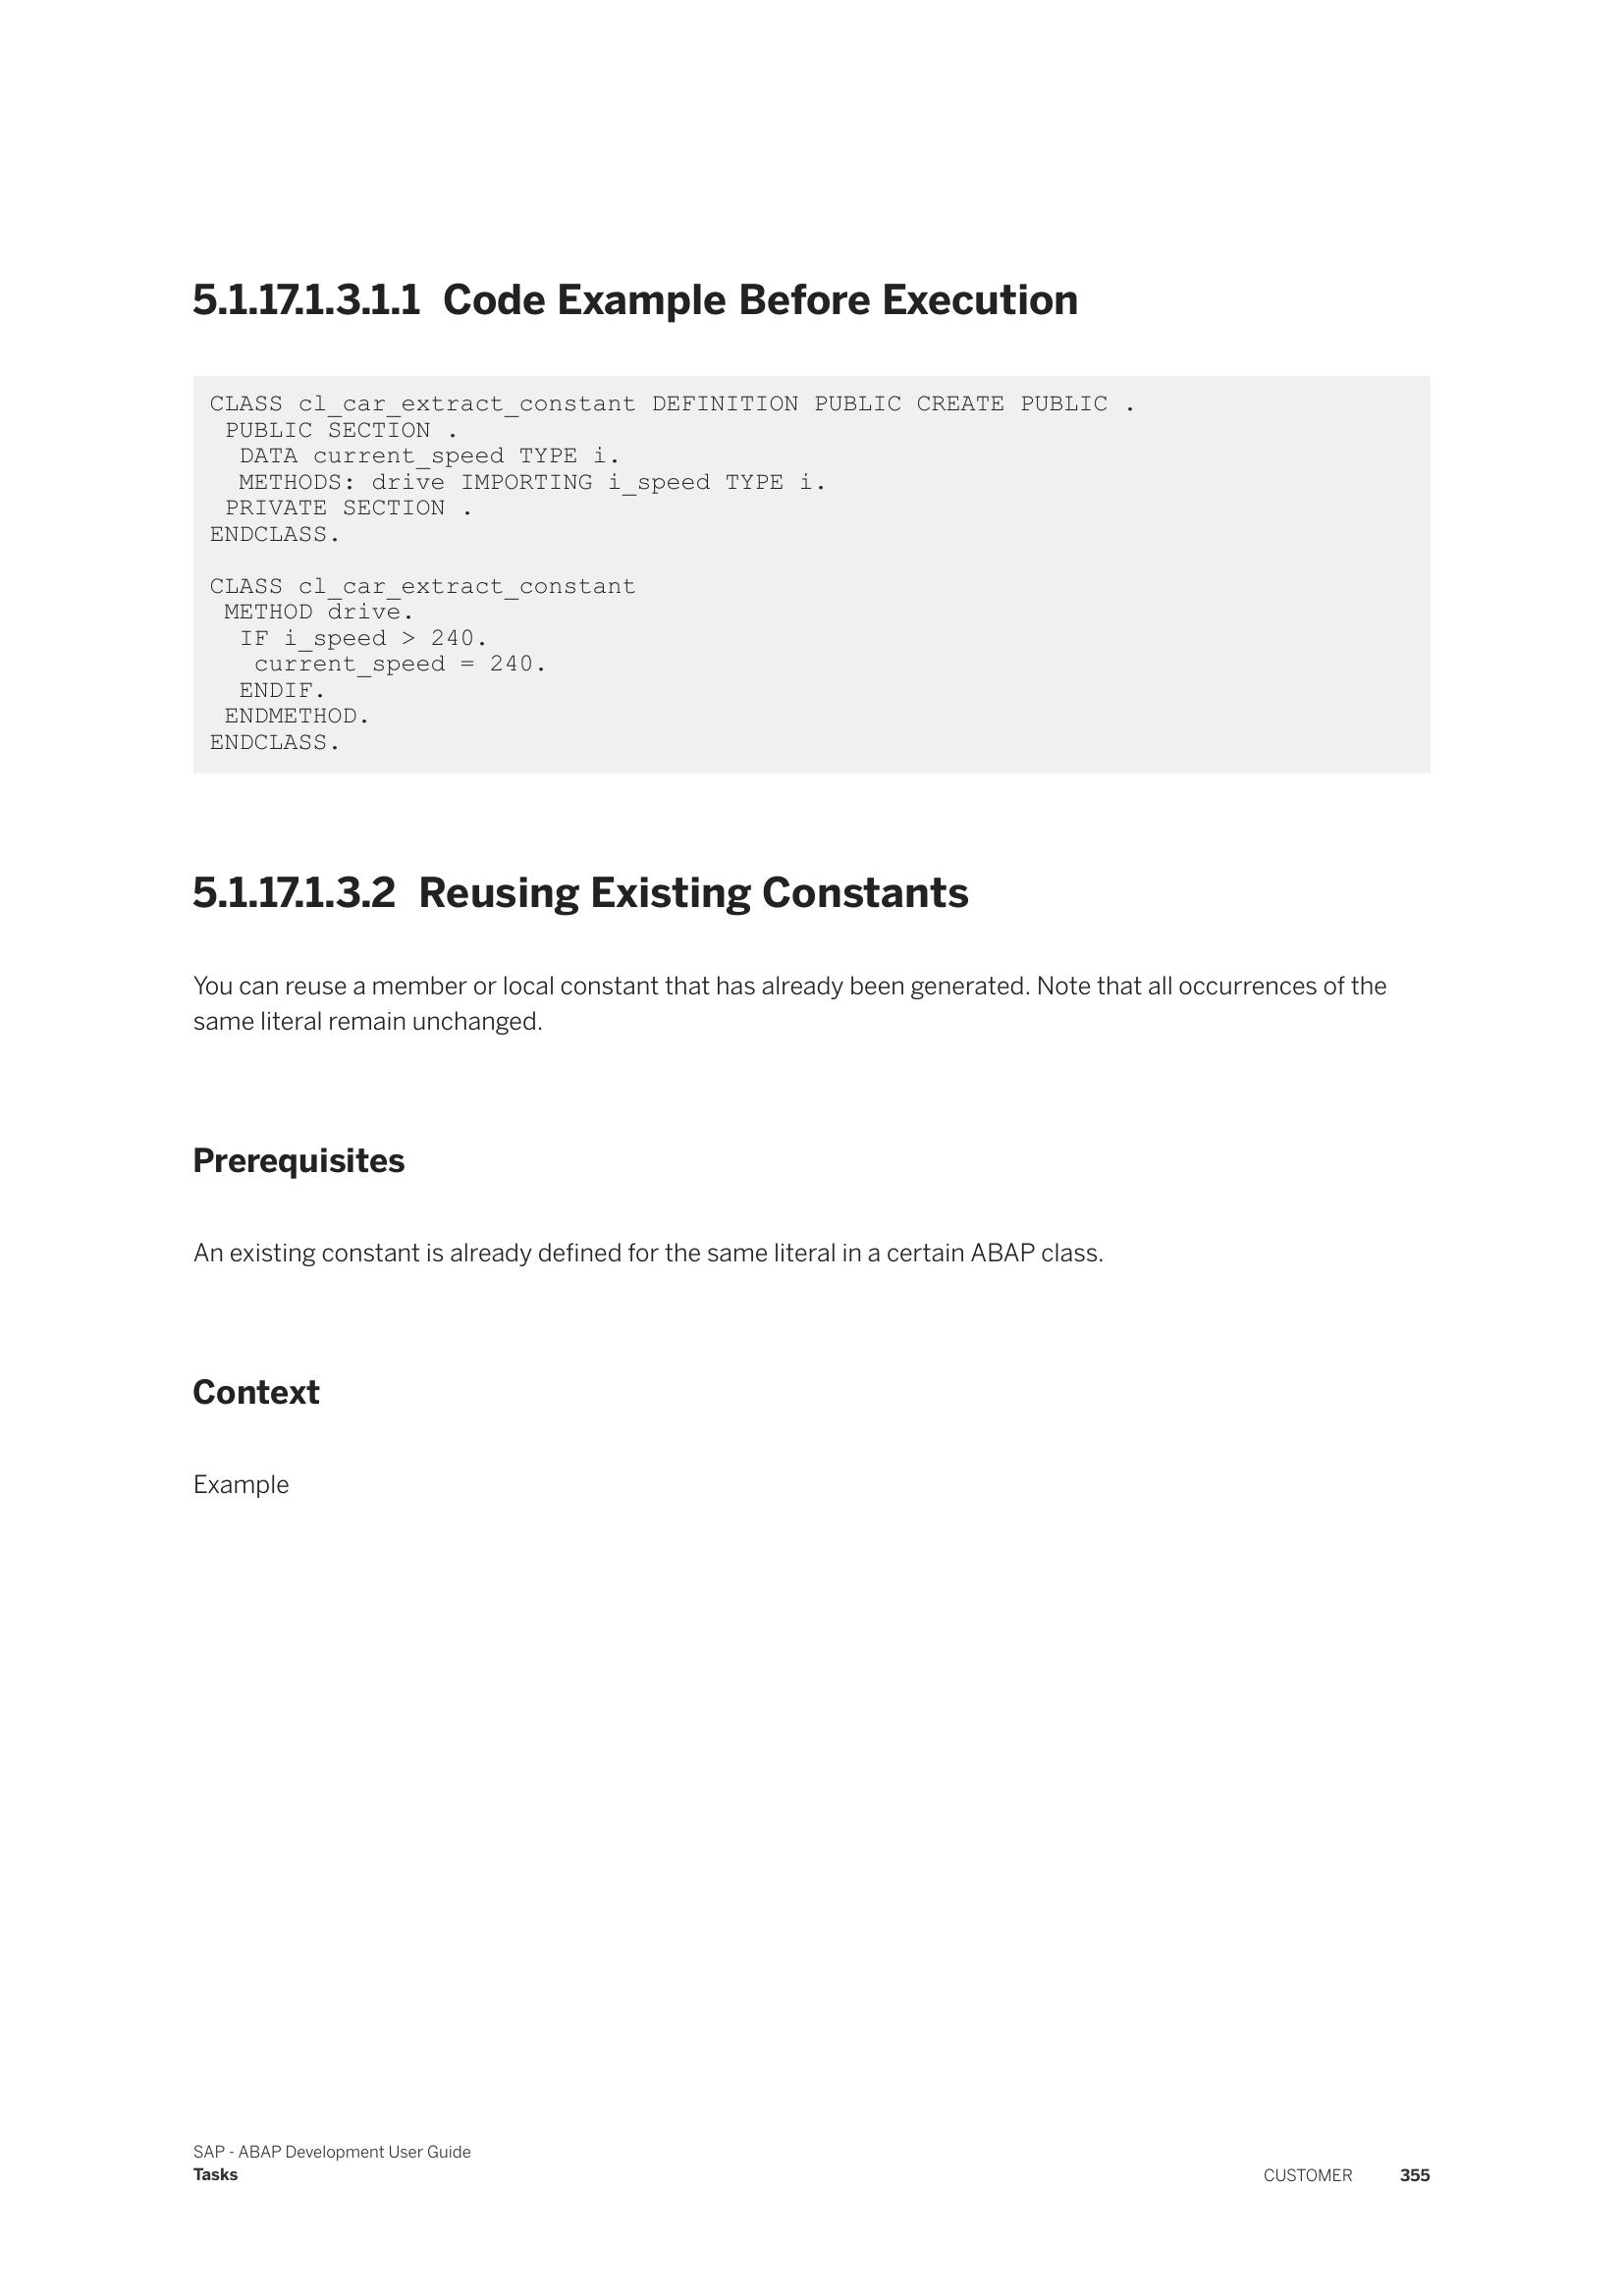 5.1.17.1.3.1.1 Code Example Before Execution
CLASS cl_car_extract_constant DEFINITION PUBLIC CREATE PUBLIC .
 PUBLIC SECTION .
  DATA current_speed TYPE i.
  METHODS: drive IMPORTING i_speed TYPE i.
 PRIVATE SECTION .
ENDCLASS.
CLASS cl_car_extract_constant
 METHOD drive.
  IF i_speed > 240.
   current_speed = 240.
  ENDIF.
 ENDMETHOD.
ENDCLASS.
5.1.17.1.3.2 Reusing Existing Constants
You can reuse a member or local constant that has already been generated. Note that all occurrences of the
same literal remain unchanged.
Prerequisites
An existing constant is already defined for the same literal in a certain ABAP class.
Context
Example
SAP - ABAP Development User Guide
Tasks
CUSTOMER 355